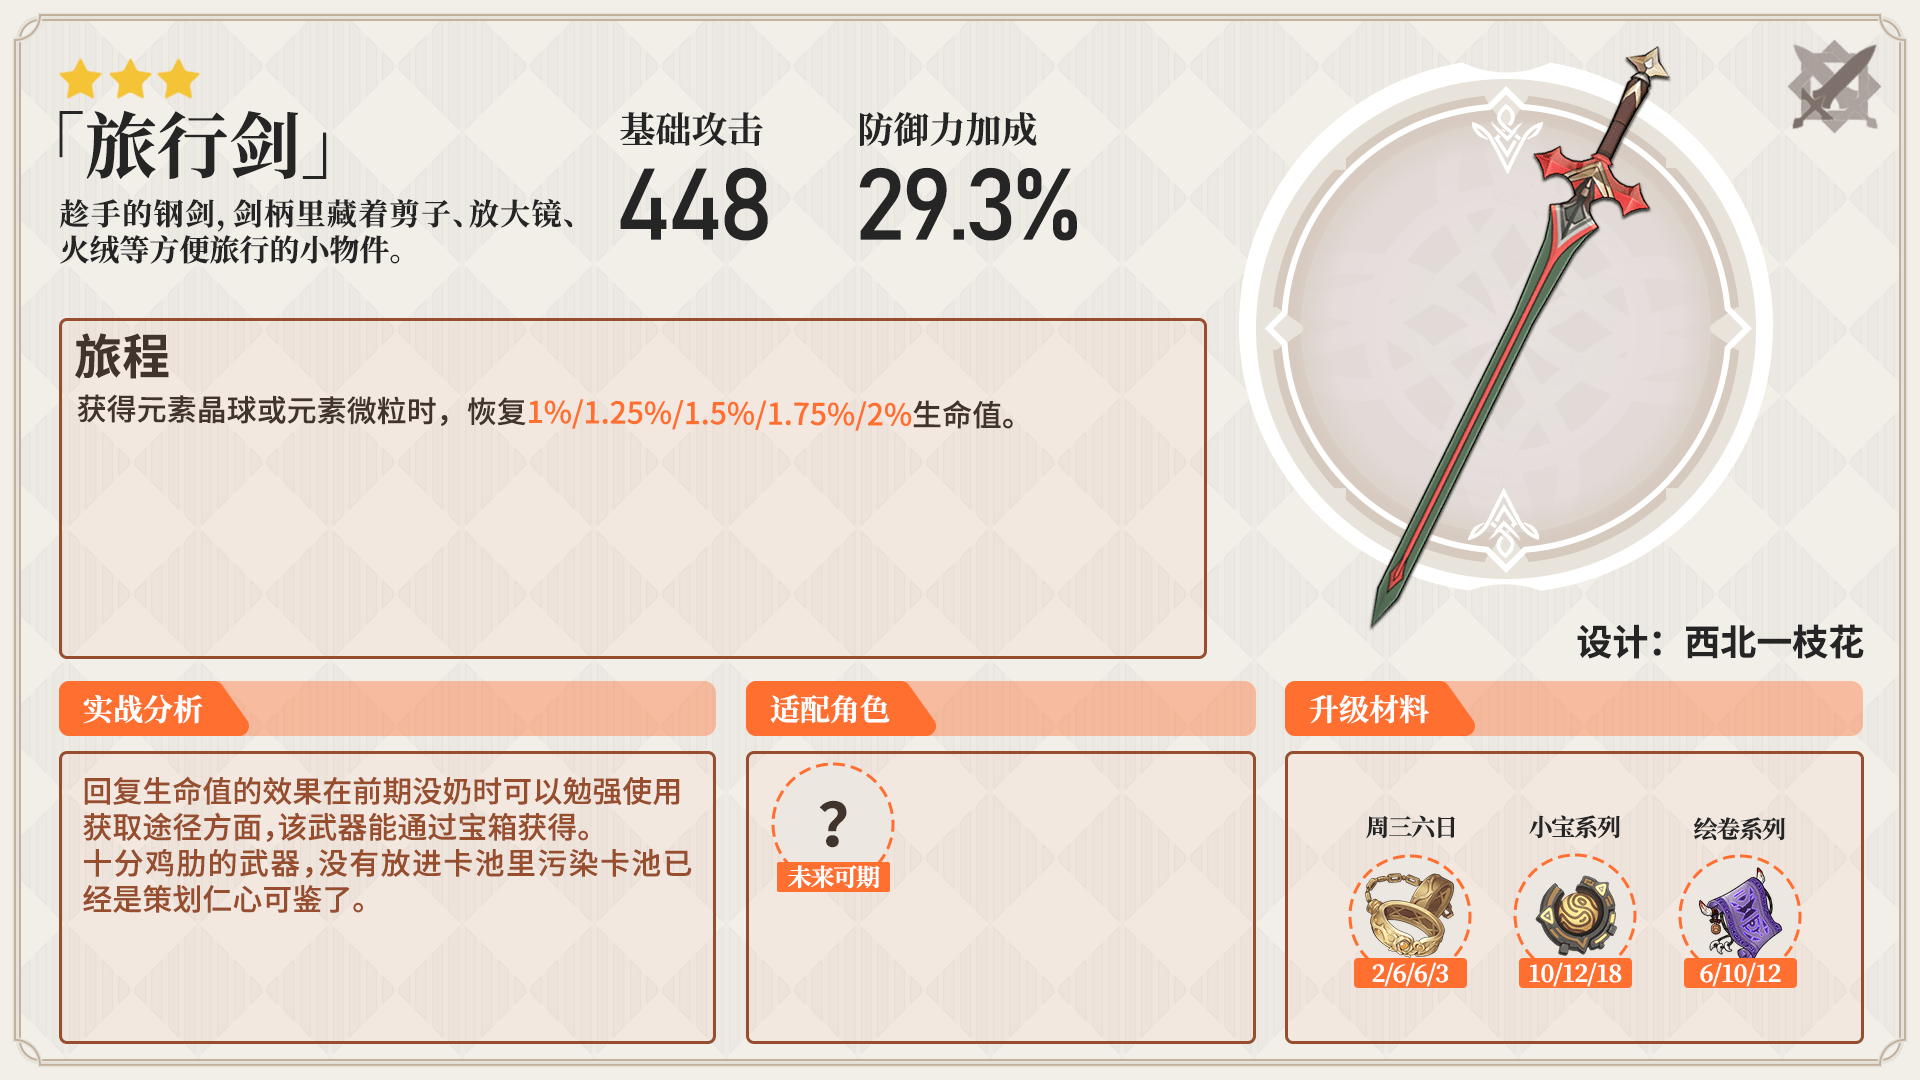 「旅行剑」
趁手的钢剑，剑柄里藏着剪子、放大镜、
火绒等方便旅行的小物件。
基础攻击
448
防御力加成
29.3%
旅程
获得元素晶球或元素微粒时，恢复1%/1.25%/1.5%/1.75%/2%生命值。
设计：西北一枝花
实战分析
回复生命值的效果在前期没奶时可以勉强使用
获取途径方面，该武器能通过宝箱获得。
十分鸡肋的武器，没有放进卡池里污染卡池已
经是策划仁心可鉴了。
适配角色
?
未来可期
升级材料
周三六日
小宝系列
绘卷系列
2/6/6/3
10/12/18
6/10/12